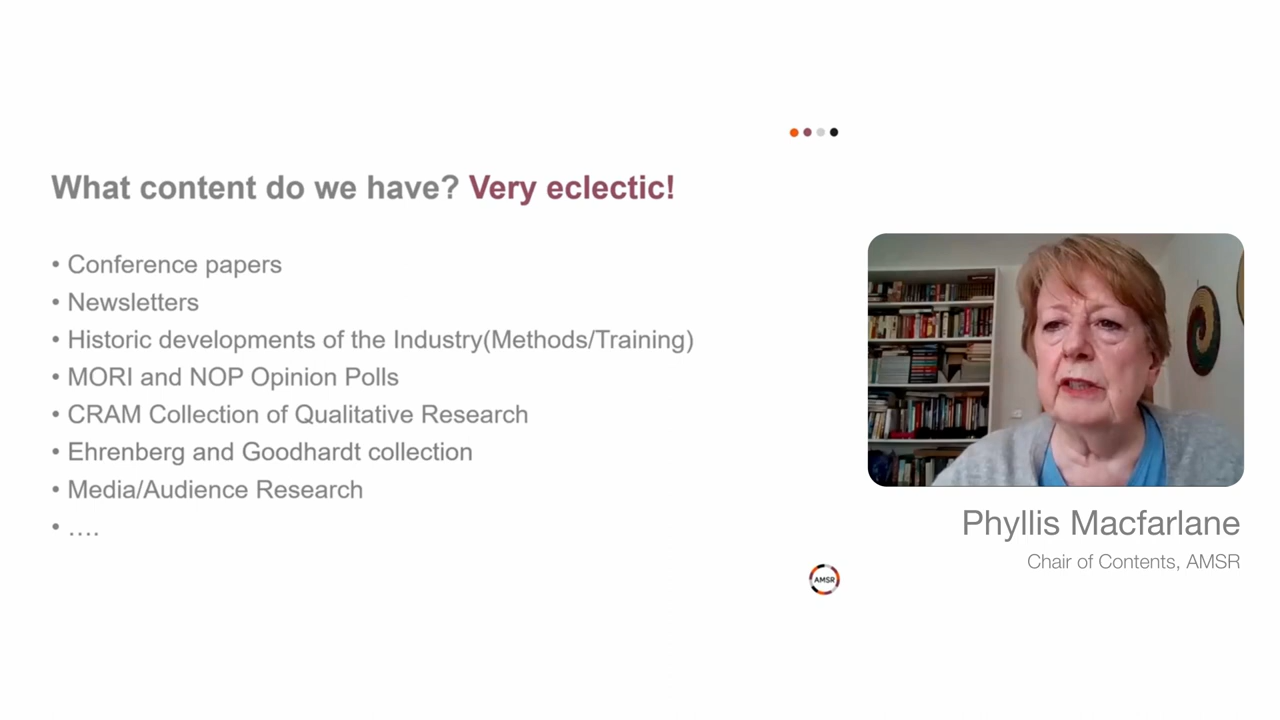 What content do we have? Very eclectic!
• Conference papers
• Newsletters
• Historic developments of the Industry(Methods/Training)
• MORI and NOP Opinion Polls
• CRAM Collection of Qualitative Research
• Ehrenberg and Goodhardt collection
• Media/Audience Research
• ....
Phyllis Macfarlane
Chair of Contents, AMSR
AMSR